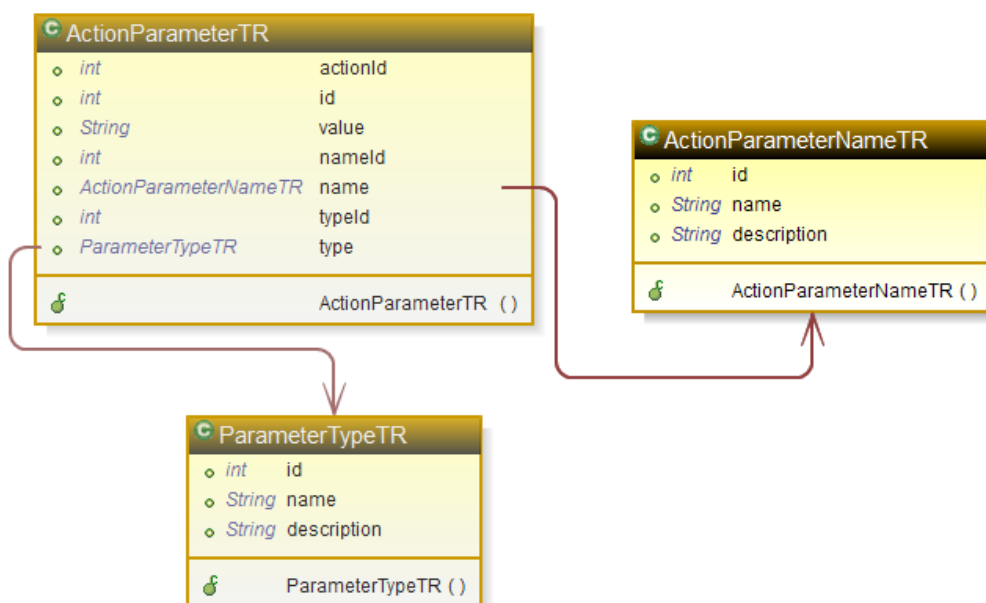 C ActionParameterTR
int actionId
int id
String value
int nameId
ActionParameterNameTR name
int typeId
ParameterTypeTR type
ActionParameterTR ( )
C ActionParameterNameTR
int id
String name
String description
ActionParameterNameTR ( )
C ParameterTypeTR
int id
String name
String description
ParameterTypeTR ( )